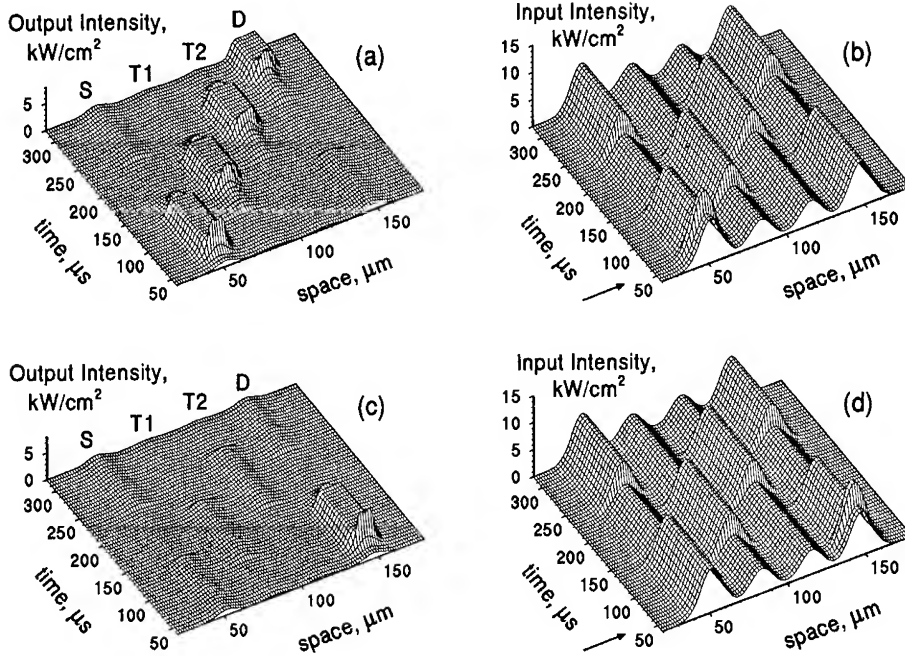 Output Intensity,
kW/cm²
D
T2
T1
S
(a)
5
0
300
250
200
150
100
50
time, μs
50
100
150
space, μm
Input Intensity,
kW/cm²
(b)
15
10
5
0
300
250
200
150
100
50
time, μs
50
100
150
space, μm
Output Intensity,
kW/cm²
D
T2
T1
S
(c)
5
0
300
250
200
150
100
50
time, μs
50
100
150
space, μm
Input Intensity,
kW/cm²
(d)
15
10
5
0
300
250
200
150
100
50
time, μs
50
100
150
space, μm